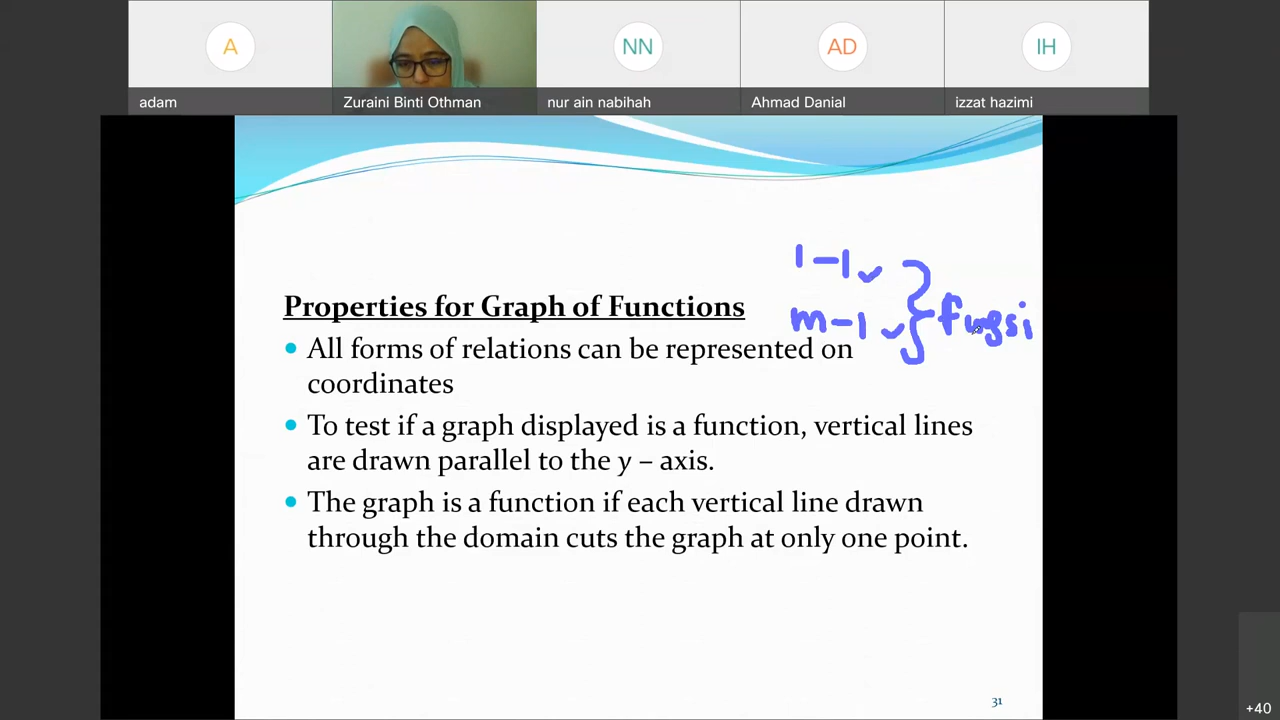 A
NN
AD
IH
adam
Zuraini Binti Othman
nur ain nabihah
Ahmad Danial
izzat hazimi
1-1 ✓
m-1 ✓
} fungsi
Properties for Graph of Functions
• All forms of relations can be represented on
coordinates
• To test if a graph displayed is a function, vertical lines
are drawn parallel to the y – axis.
• The graph is a function if each vertical line drawn
through the domain cuts the graph at only one point.
31
+40